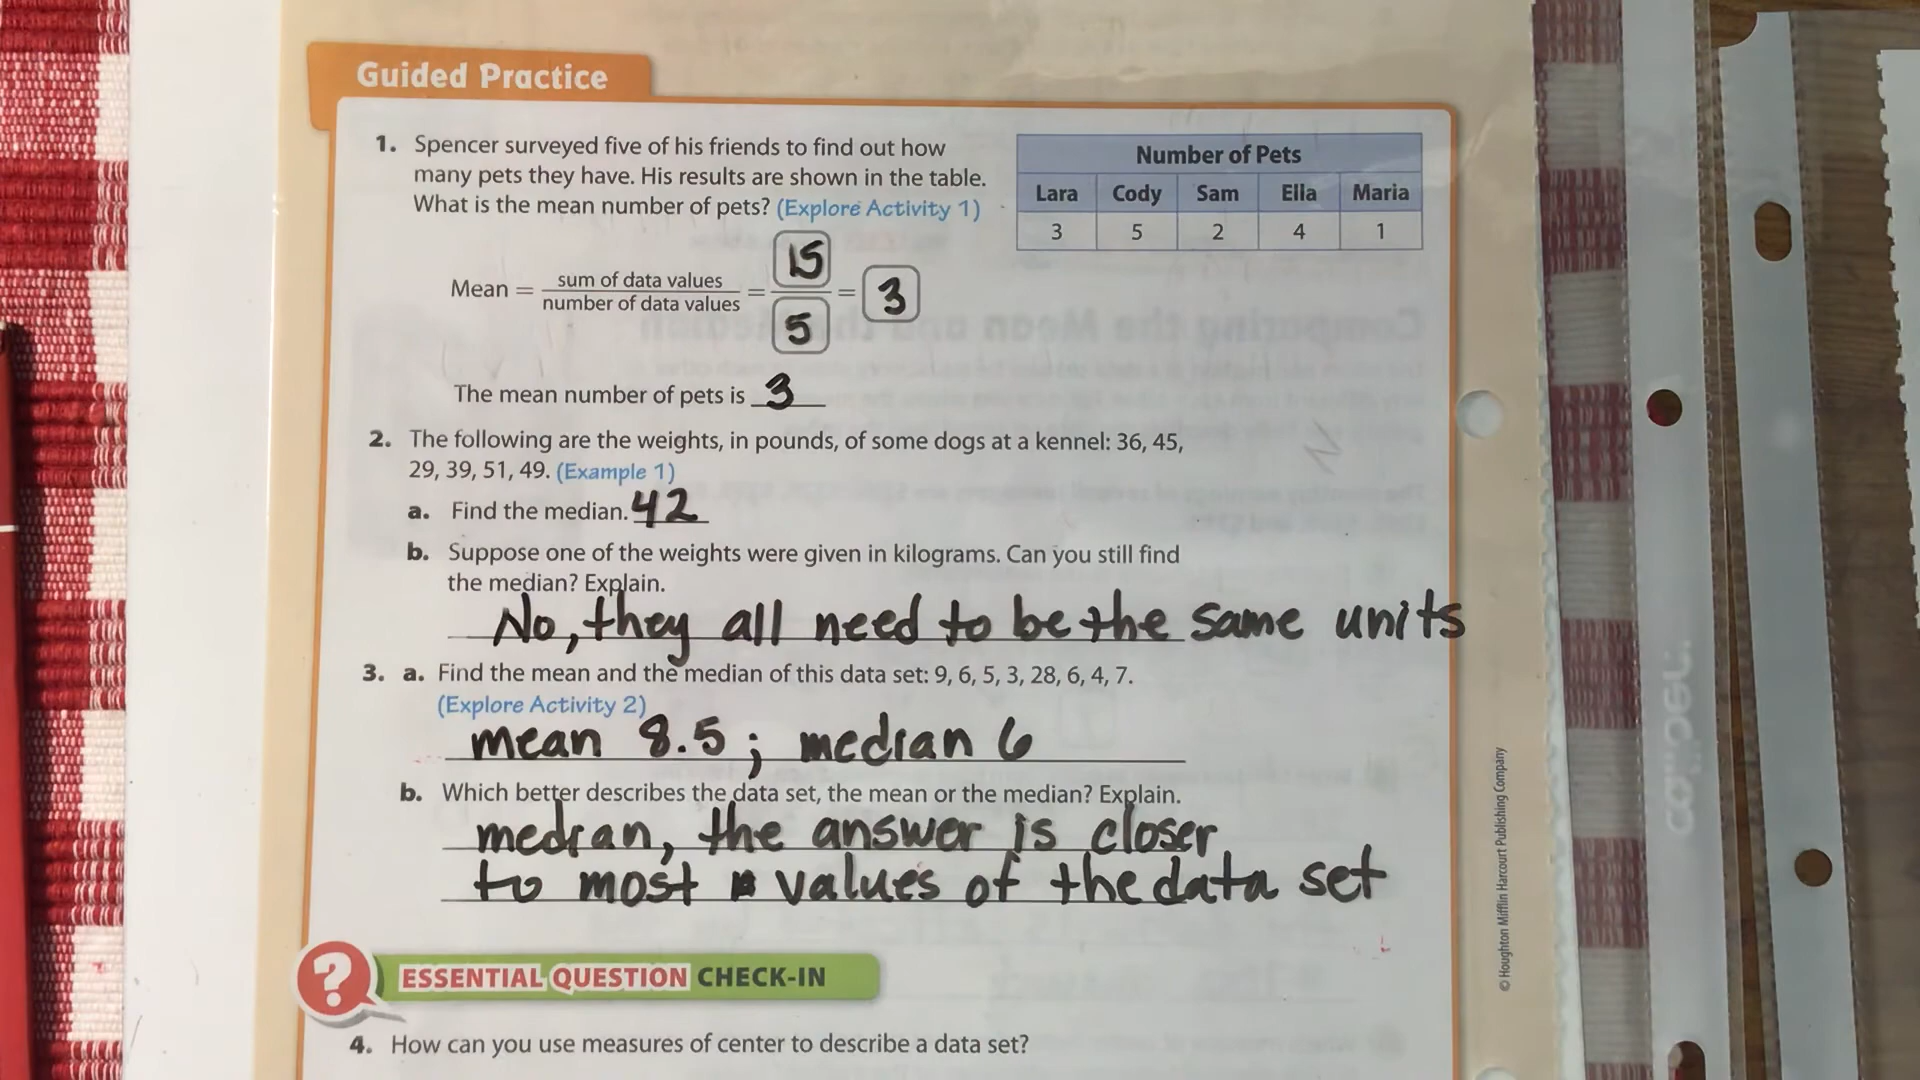 Guided Practice
1. Spencer surveyed five of his friends to find out how
many pets they have. His results are shown in the table.
What is the mean number of pets? (Explore Activity 1)
Number of Pets
Lara Cody Sam Ella Maria
3 5 2 4 1
Mean = sum of data values / number of data values = 15 / 5 = 3
The mean number of pets is 3
2. The following are the weights, in pounds, of some dogs at a kennel: 36, 45,
29, 39, 51, 49. (Example 1)
a. Find the median. 42
b. Suppose one of the weights were given in kilograms. Can you still find
the median? Explain.
No, they all need to be the same units
3. a. Find the mean and the median of this data set: 9, 6, 5, 3, 28, 6, 4, 7.
(Explore Activity 2)
mean 8.5; median 6
b. Which better describes the data set, the mean or the median? Explain.
median, the answer is closer
to most values of the data set
? ESSENTIAL QUESTION CHECK-IN
4. How can you use measures of center to describe a data set?
© Houghton Mifflin Harcourt Publishing Company
Comparing the Mean and the Median